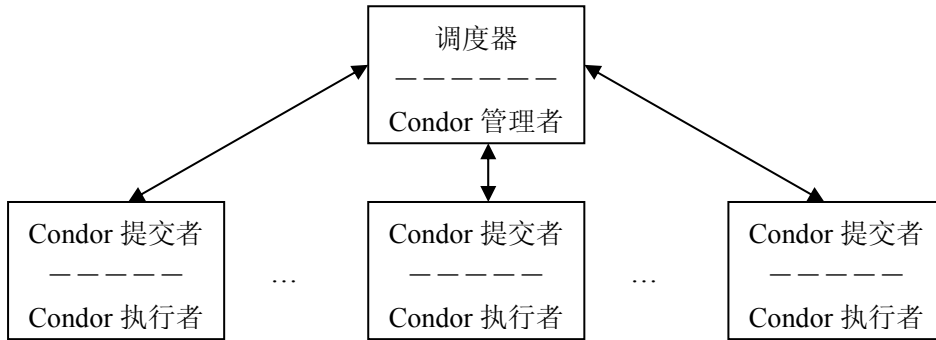 调度器
－－－－－－
Condor 管理者
Condor 提交者 Condor 提交者 Condor 提交者
－－－－－ … －－－－－ … －－－－－
Condor 执行者 Condor 执行者 Condor 执行者